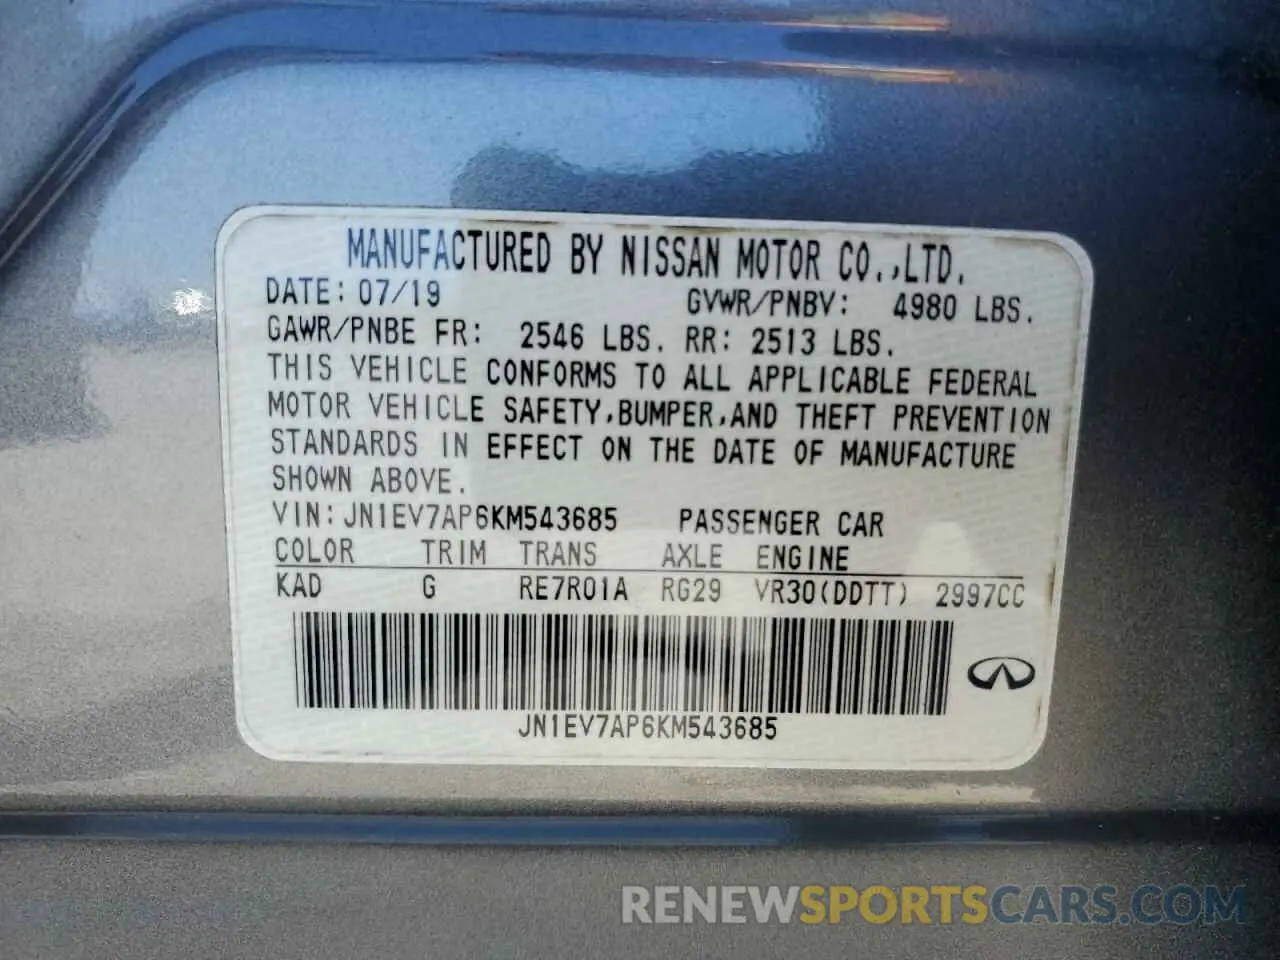 MANUFACTURED BY NISSAN MOTOR CO.,LTD.
DATE: 07/19 GVWR/PNBV: 4980 LBS.
GAWR/PNBE FR: 2546 LBS. RR: 2513 LBS.
THIS VEHICLE CONFORMS TO ALL APPLICABLE FEDERAL
MOTOR VEHICLE SAFETY,BUMPER,AND THEFT PREVENTION
STANDARDS IN EFFECT ON THE DATE OF MANUFACTURE
SHOWN ABOVE.
VIN:JN1EV7AP6KM543685 PASSENGER CAR
COLOR TRIM TRANS AXLE ENGINE
KAD G RE7R01A RG29 VR30(DDTT) 2997CC
JN1EV7AP6KM543685
RENEWSPORTSCARS.COM